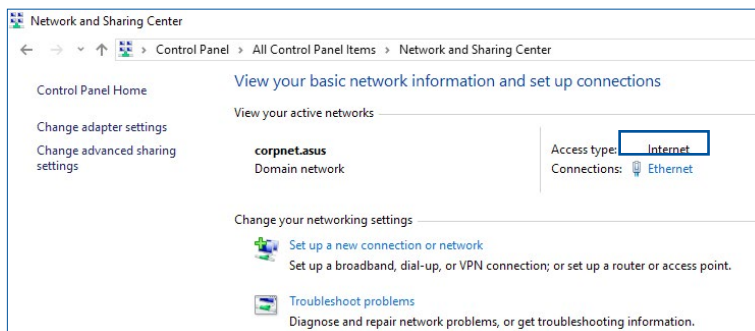 Network and Sharing Center
Control Panel > All Control Panel Items > Network and Sharing Center
Control Panel Home
Change adapter settings
Change advanced sharing
settings
View your basic network information and set up connections
View your active networks
corpnet.asus
Domain network
Access type: Internet
Connections: Ethernet
Change your networking settings
Set up a new connection or network
Set up a broadband, dial-up, or VPN connection; or set up a router or access point.
Troubleshoot problems
Diagnose and repair network problems, or get troubleshooting information.